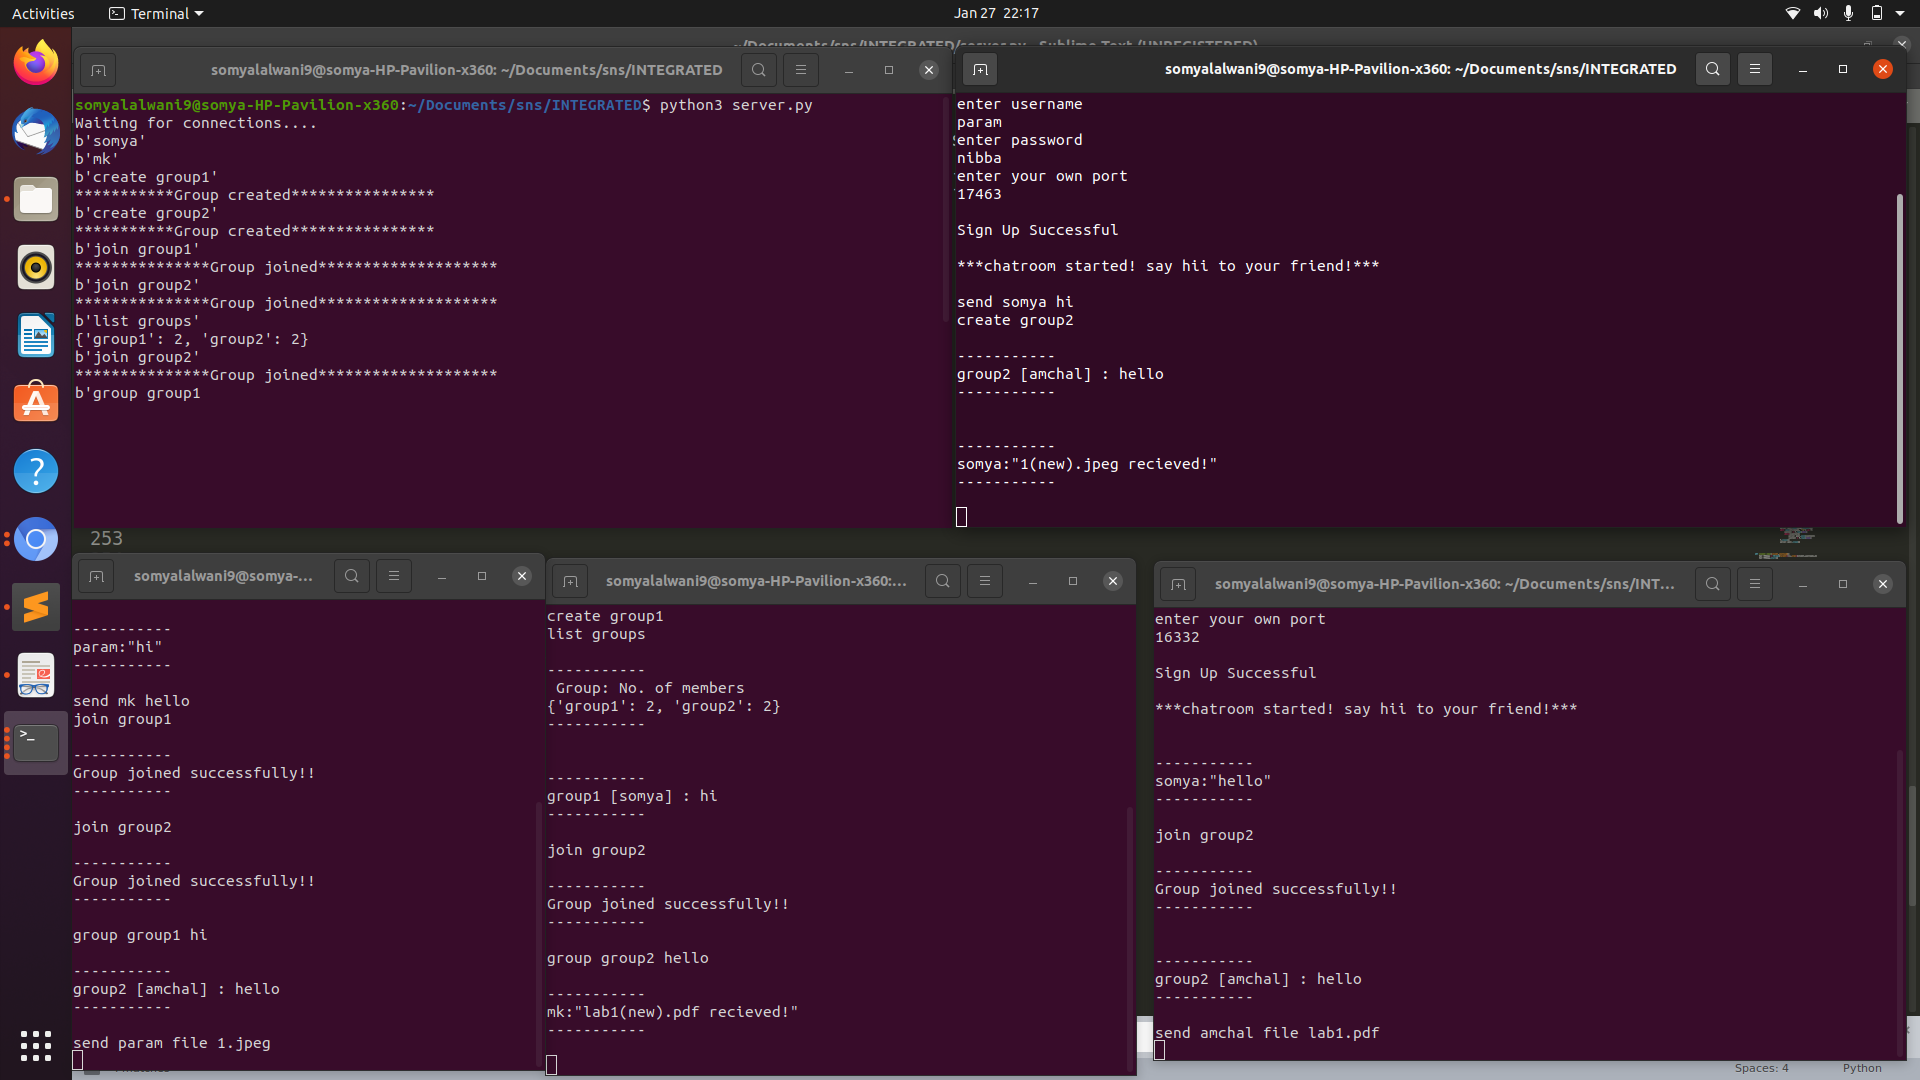 Activities
Terminal
Jan 27 22:17
~/Documents/sns/INTEGRATED/server.py - Sublime Text (UNREGISTERED)
somyalalwani9@somya-HP-Pavilion-x360: ~/Documents/sns/INTEGRATED
somyalalwani9@somya-HP-Pavilion-x360:~/Documents/sns/INTEGRATED$ python3 server.py
Waiting for connections....
b'somya'
b'mk'
b'create group1'
***********Group created****************
b'create group2'
***********Group created****************
b'join group1'
***************Group joined*********************
b'join group2'
***************Group joined*********************
b'list groups'
{'group1': 2, 'group2': 2}
b'join group2'
***************Group joined*********************
b'group group1
somyalalwani9@somya-HP-Pavilion-x360: ~/Documents/sns/INTEGRATED
enter username
param
enter password
nibba
enter your own port
17463
Sign Up Successful
***chatroom started! say hii to your friend!***
send somya hi
create group2
-----------
group2 [amchal] : hello
-----------
-----------
somya:"1(new).jpeg recieved!"
-----------
253
somyalalwani9@somya-...
-----------
param:"hi"
-----------
send mk hello
join group1
-----------
Group joined successfully!!
-----------
join group2
-----------
Group joined successfully!!
-----------
group group1 hi
-----------
group2 [amchal] : hello
-----------
send param file 1.jpeg
somyalalwani9@somya-HP-Pavilion-x360:...
create group1
list groups
-----------
Group: No. of members
{'group1': 2, 'group2': 2}
-----------
-----------
group1 [somya] : hi
-----------
join group2
-----------
Group joined successfully!!
-----------
group group2 hello
-----------
mk:"lab1(new).pdf recieved!"
-----------
somyalalwani9@somya-HP-Pavilion-x360: ~/Documents/sns/INT...
enter your own port
16332
Sign Up Successful
***chatroom started! say hii to your friend!***
-----------
somya:"hello"
-----------
join group2
-----------
Group joined successfully!!
-----------
-----------
group2 [amchal] : hello
-----------
send amchal file lab1.pdf
Spaces: 4
Python